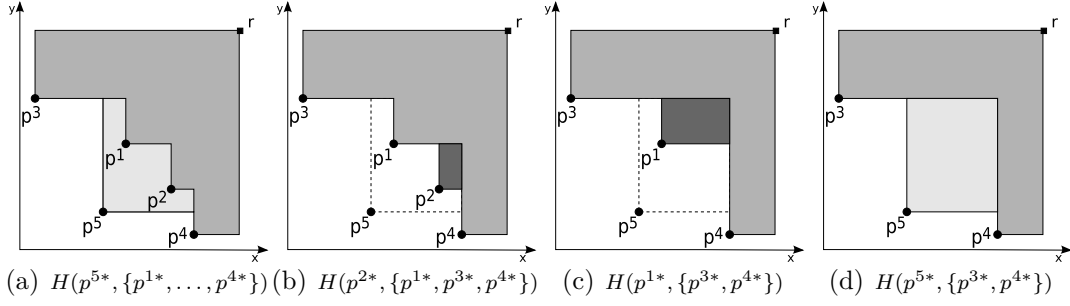 y r
p³
p¹
p²
p⁵
p⁴
x
y r
p³
p¹
p²
p⁵
p⁴
x
y r
p³
p¹
p⁵
p⁴
x
y r
p³
p⁵
p⁴
x
(a) H(p⁵*, {p¹*, . . . , p⁴*}) (b) H(p²*, {p¹*, p³*, p⁴*}) (c) H(p¹*, {p³*, p⁴*}) (d) H(p⁵*, {p³*, p⁴*})